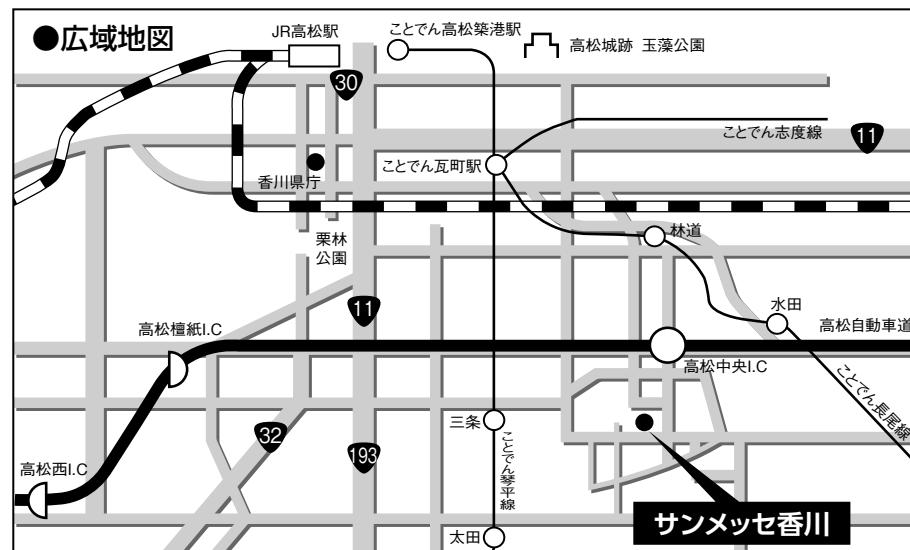 ●広域地図
JR高松駅
ことでん高松築港駅
高松城跡 玉藻公園
30
ことでん志度線
11
香川県庁
ことでん瓦町駅
栗林
公園
林道
11
水田
高松檀紙I.C
高松自動車道
高松中央I.C
ことでん長尾線
三条
32
193
ことでん琴平線
高松西I.C
サンメッセ香川
太田